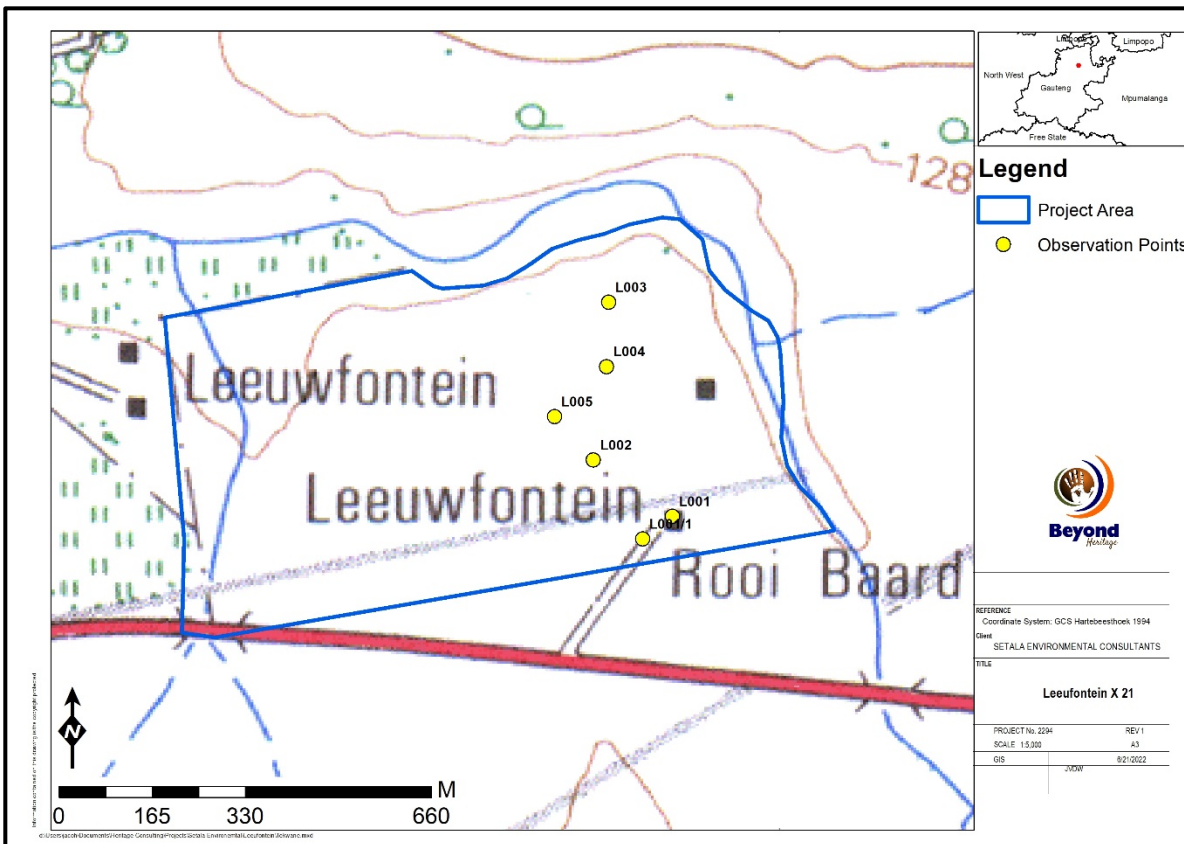 128
L003
L004
Leeuwfontein
L005
L002
Leeuwfontein
L001
L001/1
Rooi Baard
N
0 165 330 660 M
Limpopo
North West
Gauteng
Mpumalanga
Free State
Legend
Project Area
Observation Points
Beyond
Heritage
REFERENCE
Coordinate System: GCS Hartebeesthoek 1994
Client
SETALA ENVIRONMENTAL CONSULTANTS
TITLE
Leeufontein X 21
PROJECT No. 2294 REV 1
SCALE 1:5,000 A3
GIS 6/21/2022
JVDW